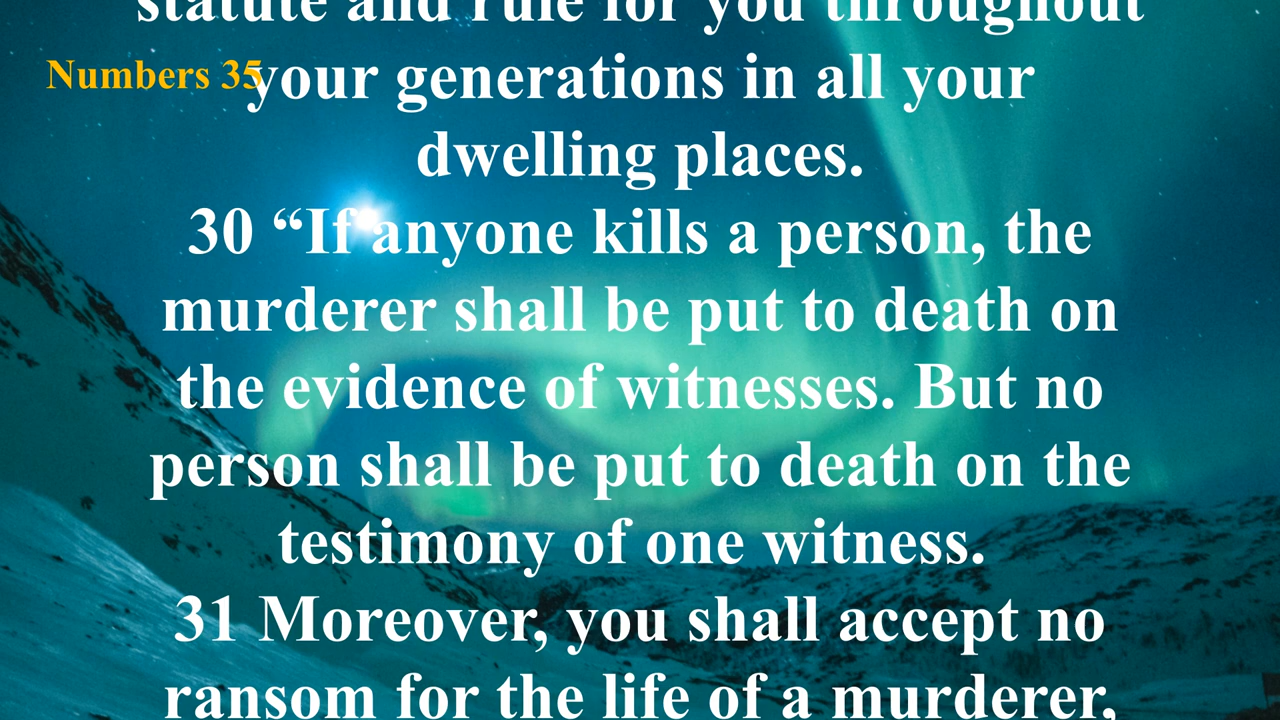 statute and rule for you throughout
Numbers 35
your generations in all your
dwelling places.
30 “If anyone kills a person, the
murderer shall be put to death on
the evidence of witnesses. But no
person shall be put to death on the
testimony of one witness.
31 Moreover, you shall accept no
ransom for the life of a murderer,